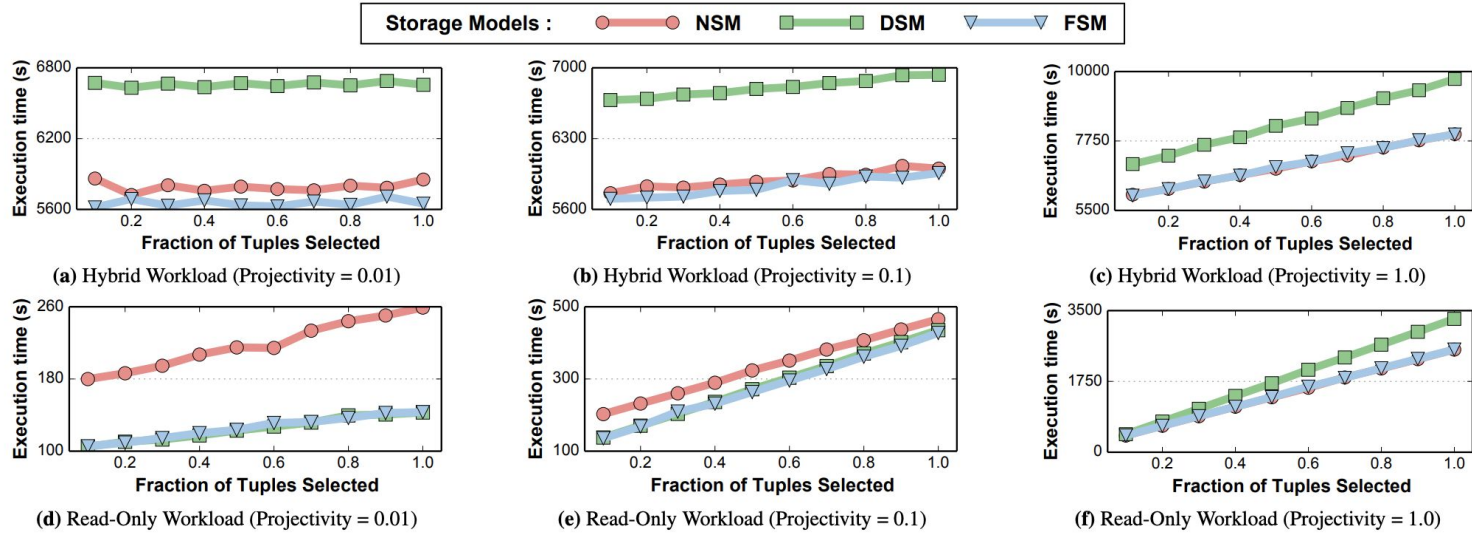 Storage Models : NSM DSM FSM
Execution time (s)
6800
6200
5600
0.2 0.4 0.6 0.8 1.0
Fraction of Tuples Selected
(a) Hybrid Workload (Projectivity = 0.01)
Execution time (s)
7000
6300
5600
0.2 0.4 0.6 0.8 1.0
Fraction of Tuples Selected
(b) Hybrid Workload (Projectivity = 0.1)
Execution time (s)
10000
7750
5500
0.2 0.4 0.6 0.8 1.0
Fraction of Tuples Selected
(c) Hybrid Workload (Projectivity = 1.0)
Execution time (s)
260
180
100
0.2 0.4 0.6 0.8 1.0
Fraction of Tuples Selected
(d) Read-Only Workload (Projectivity = 0.01)
Execution time (s)
500
300
100
0.2 0.4 0.6 0.8 1.0
Fraction of Tuples Selected
(e) Read-Only Workload (Projectivity = 0.1)
Execution time (s)
3500
1750
0
0.2 0.4 0.6 0.8 1.0
Fraction of Tuples Selected
(f) Read-Only Workload (Projectivity = 1.0)